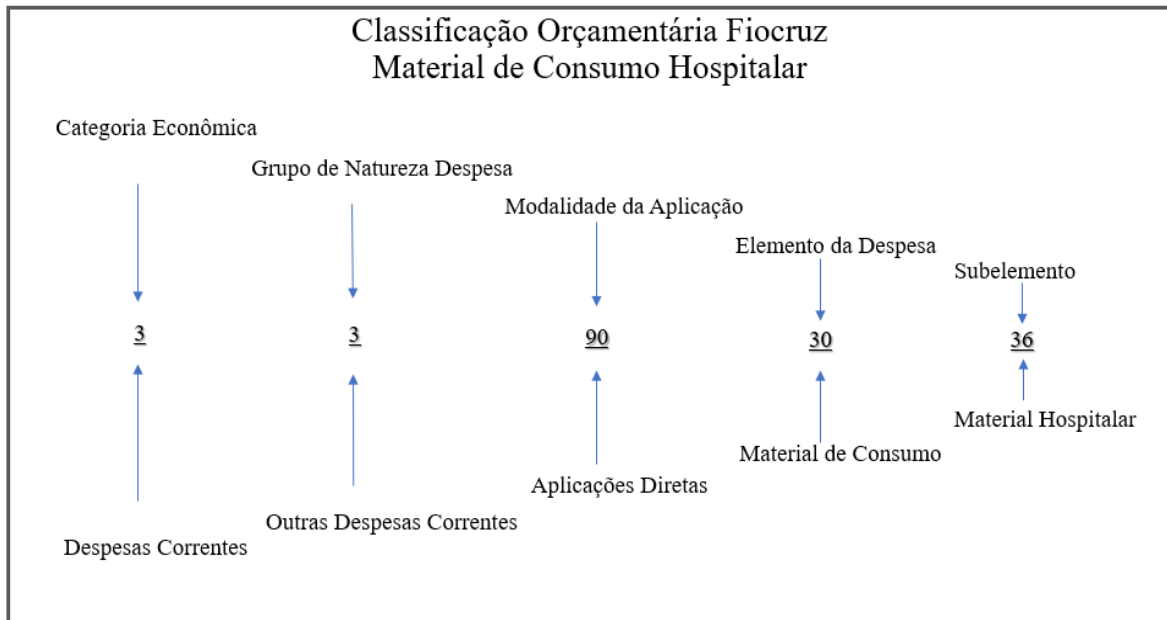 Classificação Orçamentária Fiocruz
Material de Consumo Hospitalar
Categoria Econômica
Grupo de Natureza Despesa
Modalidade da Aplicação
Elemento da Despesa
Subelemento
3
3
90
30
36
Material Hospitalar
Material de Consumo
Aplicações Diretas
Outras Despesas Correntes
Despesas Correntes